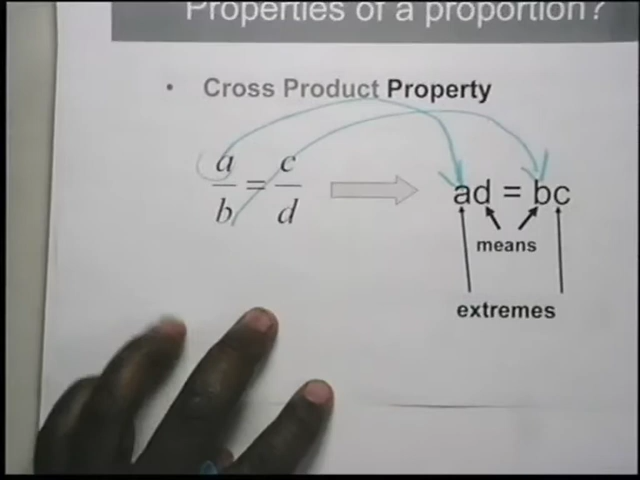 Properties of a proportion?
• Cross Product Property
a/b = c/d
ad = bc
means
extremes